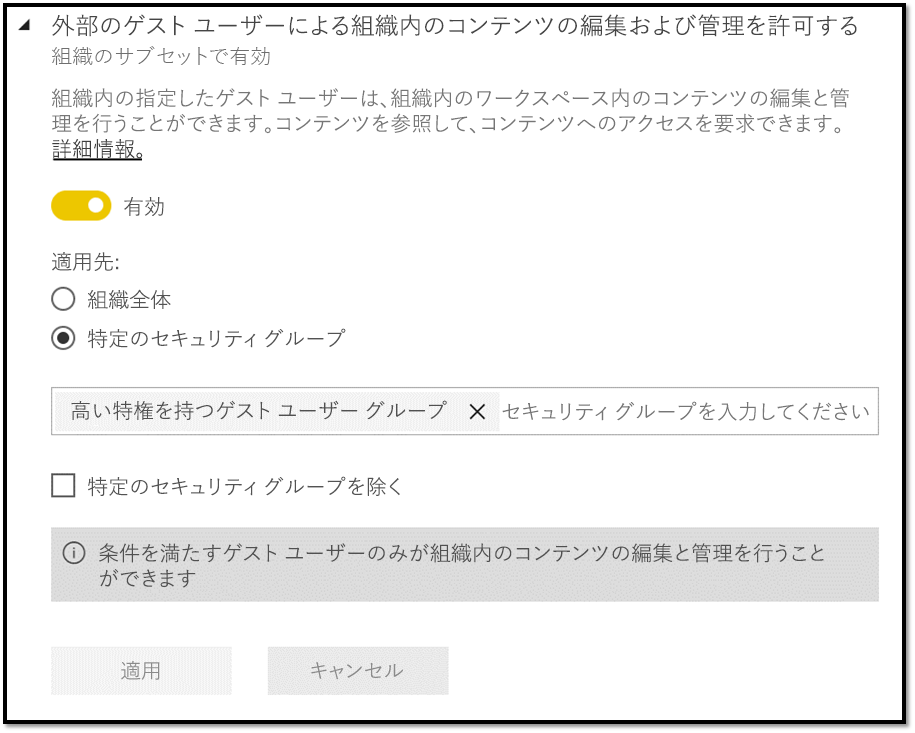 外部のゲスト ユーザーによる組織内のコンテンツの編集および管理を許可する
組織のサブセットで有効
組織内の指定したゲスト ユーザーは、組織内のワークスペース内のコンテンツの編集と管
理を行うことができます。コンテンツを参照して、コンテンツへのアクセスを要求できます。
詳細情報。
有効
適用先:
組織全体
特定のセキュリティ グループ
高い特権を持つゲスト ユーザー グループ セキュリティ グループを入力してください
特定のセキュリティ グループを除く
条件を満たすゲスト ユーザーのみが組織内のコンテンツの編集と管理を行うこと
ができます
適用 キャンセル